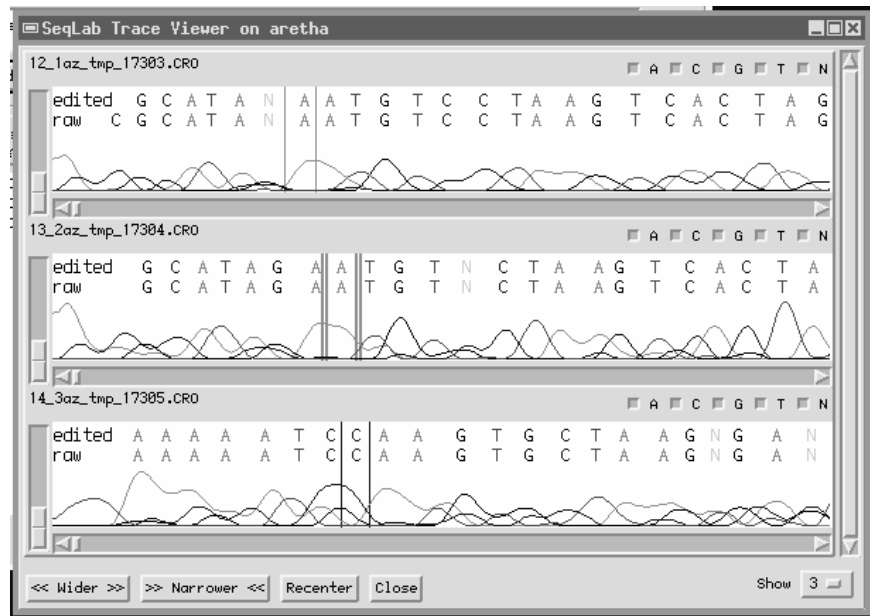 SeqLab Trace Viewer on aretha
12_1az_tmp_17303.CRO A C G T N
edited G C A T A N A A T G T C C T A A G T C A C T A G
raw C G C A T A N A A T G T C C T A A G T C A C T A G
13_2az_tmp_17304.CRO A C G T N
edited G C A T A G A A T G T N C T A A G T C A C T A
raw G C A T A G A A T G T N C T A A G T C A C T A
14_3az_tmp_17305.CRO A C G T N
edited A A A A A T C C A A G T G C T A A G N G A N
raw A A A A A T C C A A G T G C T A A G N G A N
<< Wider >> >> Narrower << Recenter Close Show 3